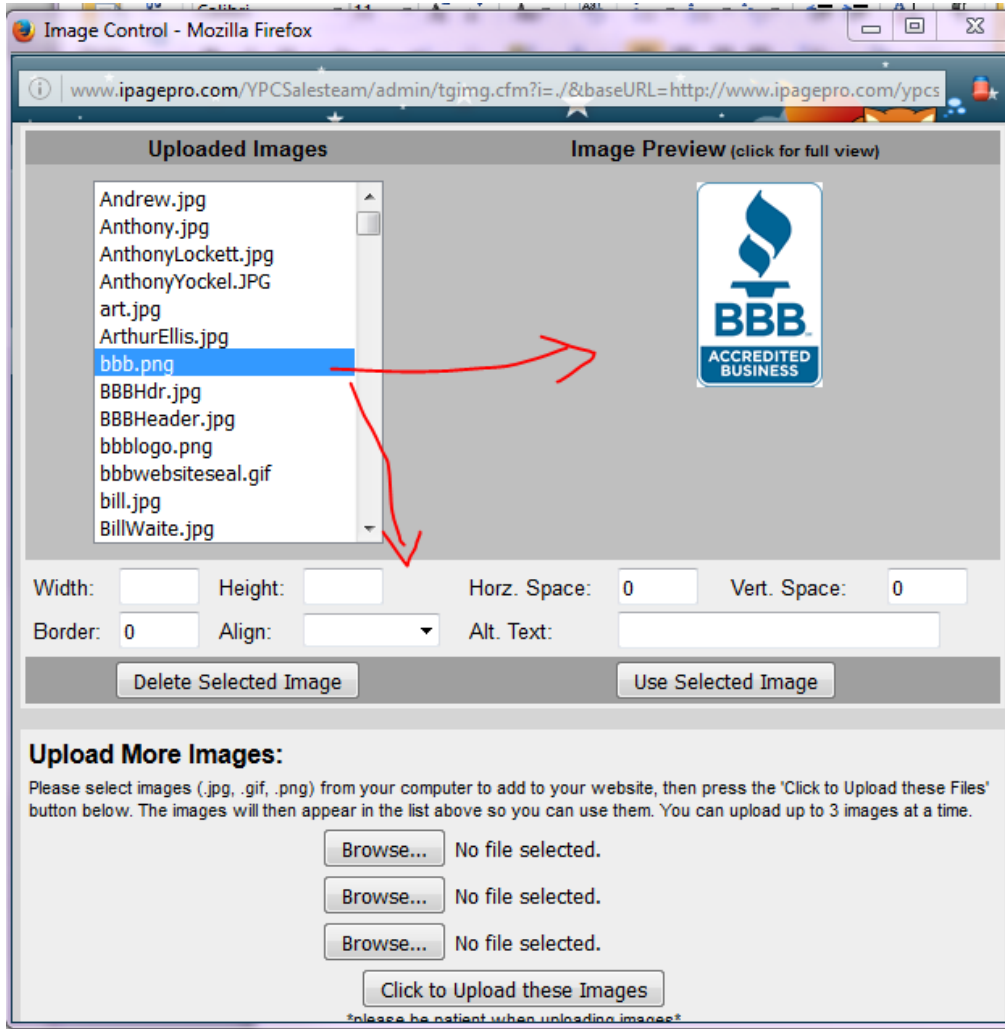 Calibri 11
Image Control - Mozilla Firefox
www.ipagepro.com/YPCSalesteam/admin/tgimg.cfm?i=./&baseURL=http://www.ipagepro.com/ypcs
Uploaded Images Image Preview (click for full view)
Andrew.jpg
Anthony.jpg
AnthonyLockett.jpg
AnthonyYockel.JPG
art.jpg
ArthurEllis.jpg
bbb.png
BBBHdr.jpg
BBBHeader.jpg
bbblogo.png
bbbwebsiteseal.gif
bill.jpg
BillWaite.jpg
BBB
ACCREDITED
BUSINESS
Width: Height: Horz. Space: 0 Vert. Space: 0
Border: 0 Align: Alt. Text:
Delete Selected Image Use Selected Image
Upload More Images:
Please select images (.jpg, .gif, .png) from your computer to add to your website, then press the 'Click to Upload these Files'
button below. The images will then appear in the list above so you can use them. You can upload up to 3 images at a time.
Browse... No file selected.
Browse... No file selected.
Browse... No file selected.
Click to Upload these Images
*please be patient when uploading images*